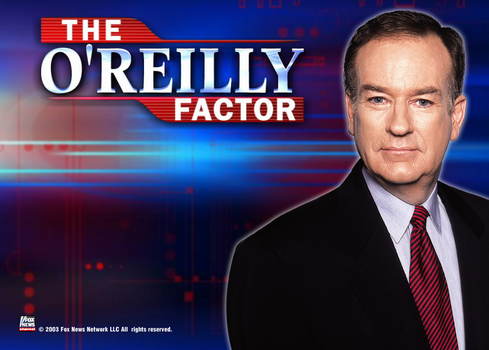 THE
O'REILLY
FACTOR
FOX
NEWS
channel
© 2003 Fox News Network LLC All rights reserved.